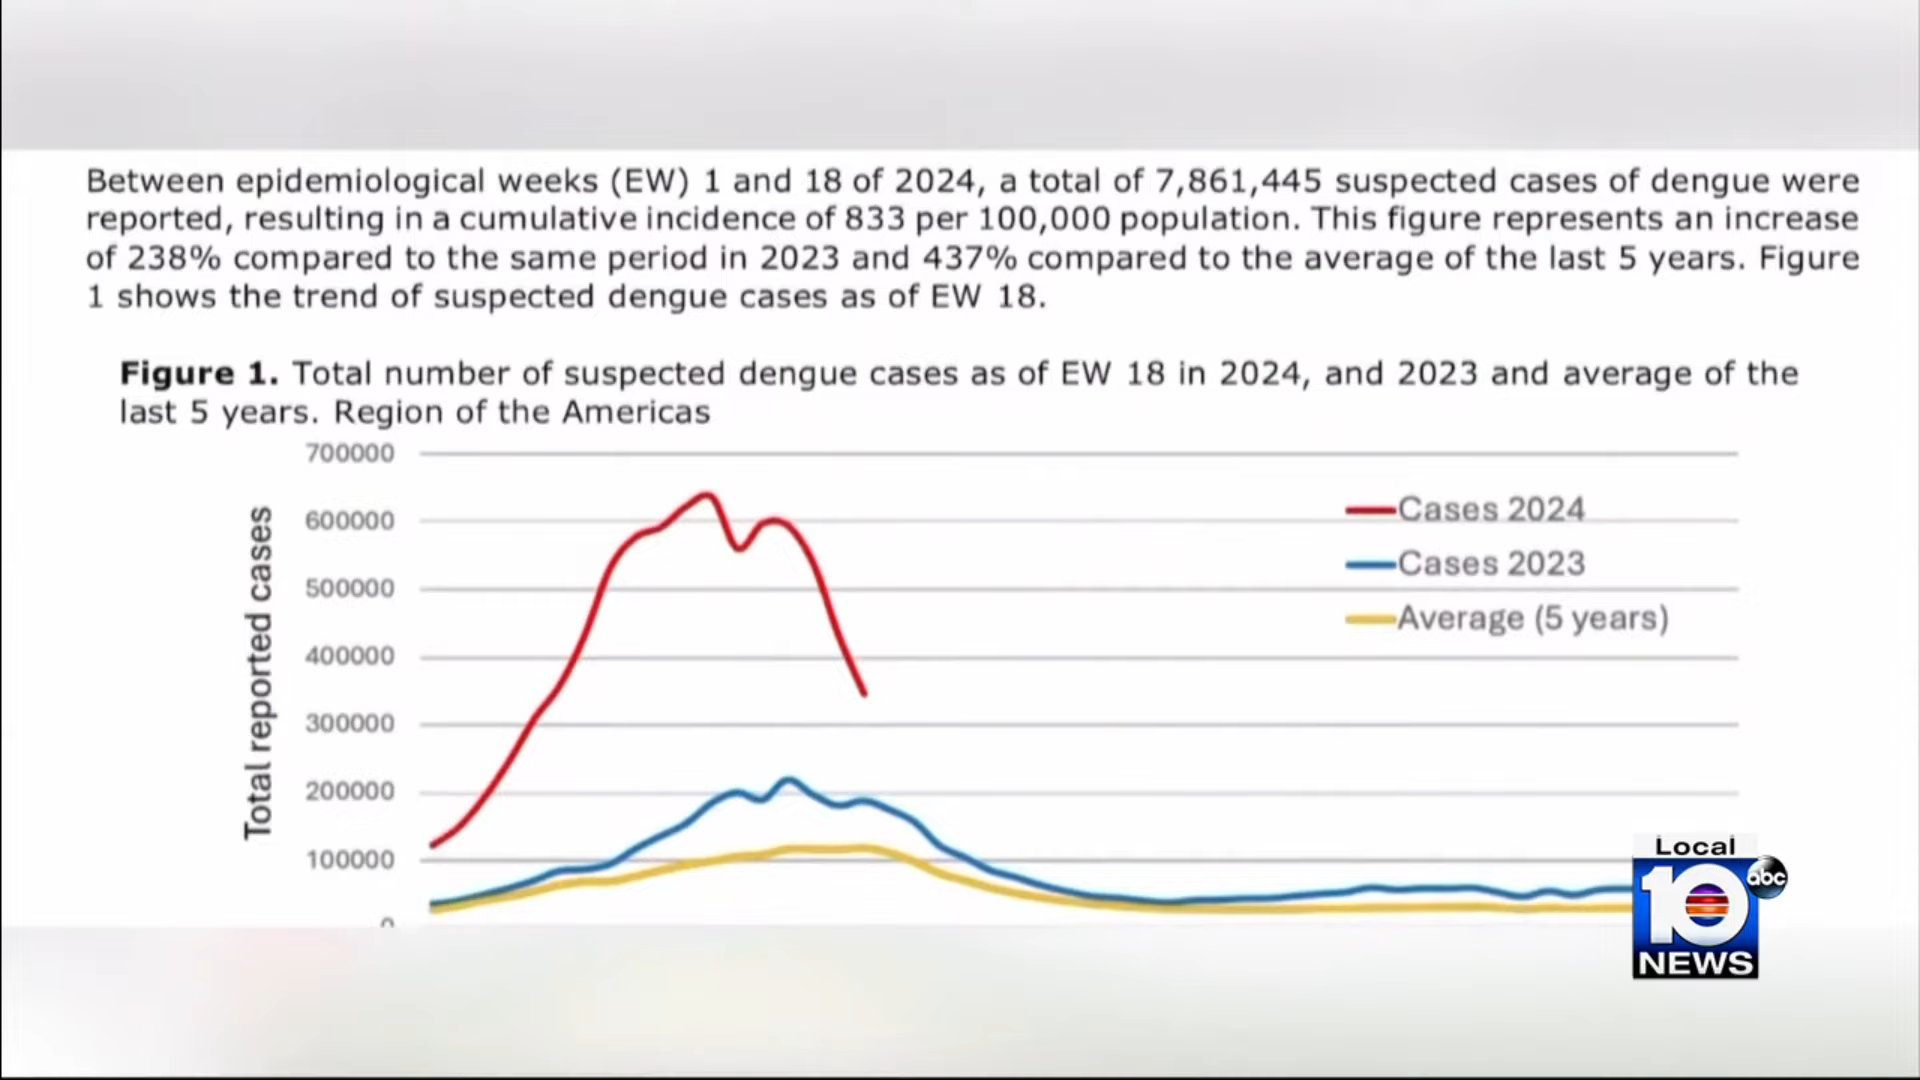 Between epidemiological weeks (EW) 1 and 18 of 2024, a total of 7,861,445 suspected cases of dengue were
reported, resulting in a cumulative incidence of 833 per 100,000 population. This figure represents an increase
of 238% compared to the same period in 2023 and 437% compared to the average of the last 5 years. Figure
1 shows the trend of suspected dengue cases as of EW 18.
Figure 1. Total number of suspected dengue cases as of EW 18 in 2024, and 2023 and average of the
last 5 years. Region of the Americas
Total reported cases
700000
600000
500000
400000
300000
200000
100000
0
Cases 2024
Cases 2023
Average (5 years)
Local
10
abc
NEWS